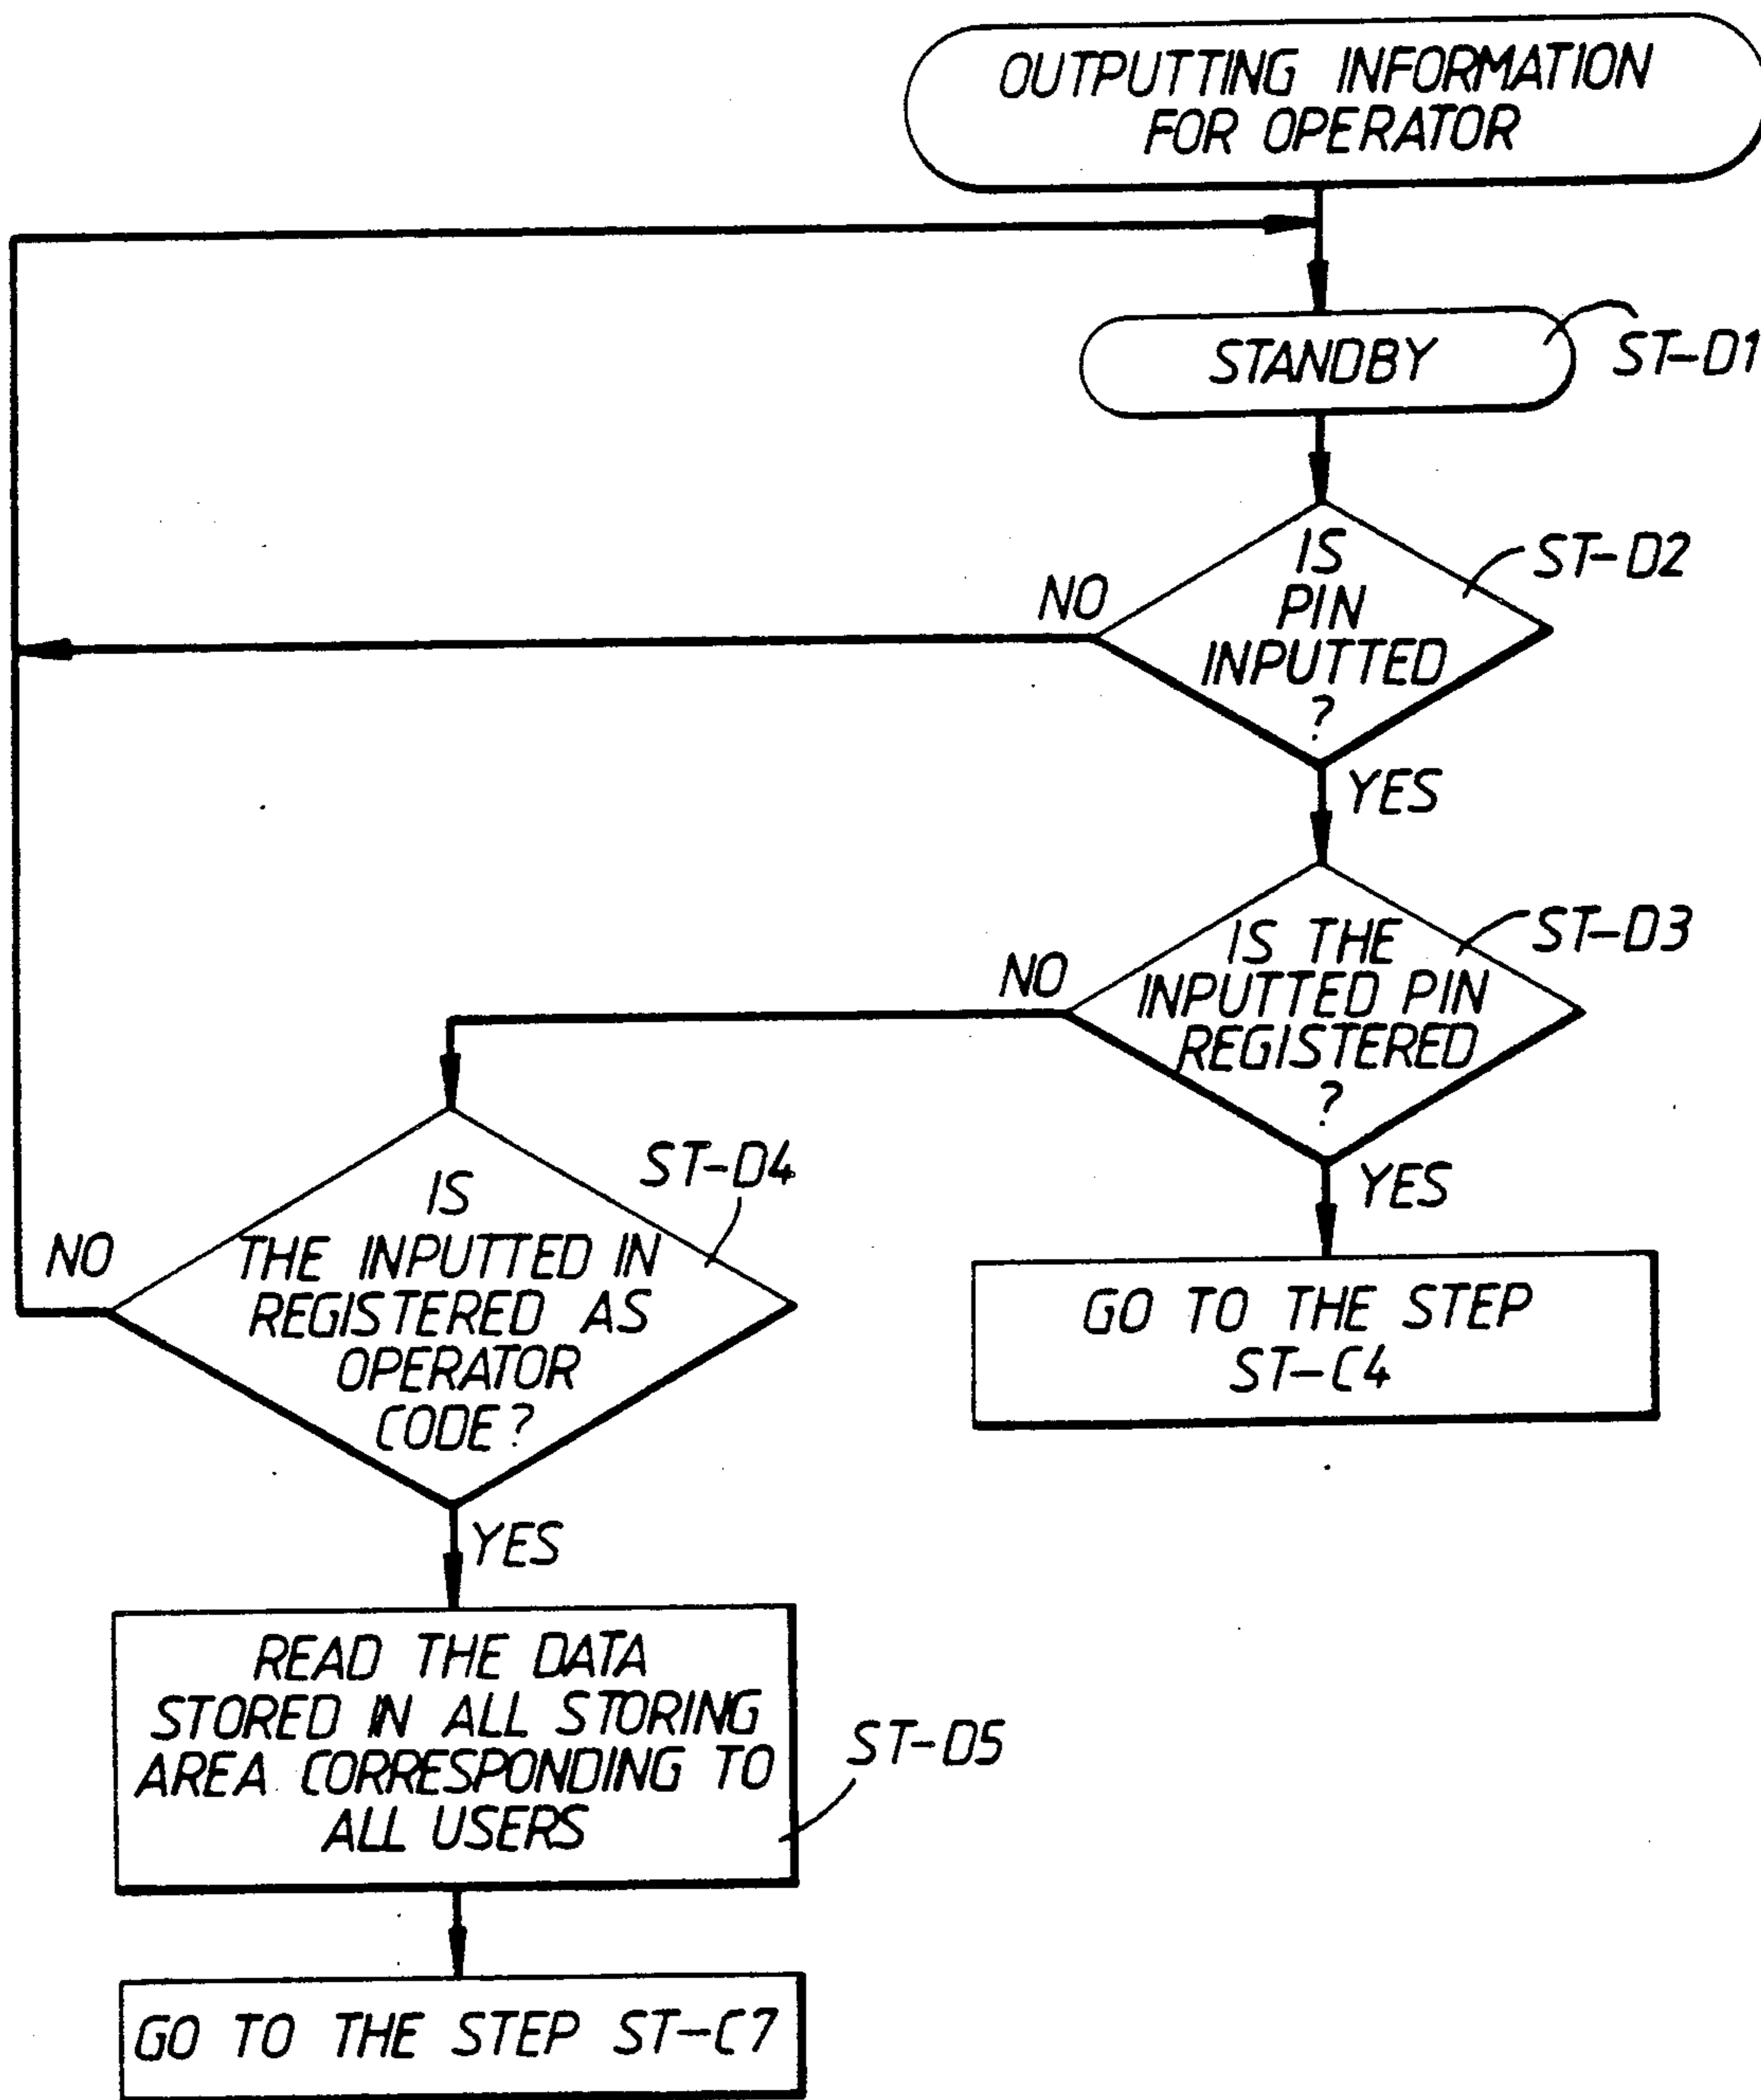 OUTPUTTING INFORMATION
FOR OPERATOR
STANDBY
ST-D1
IS
PIN
INPUTTED
?
ST-D2
NO
YES
IS THE
INPUTTED PIN
REGISTERED
?
ST-D3
NO
YES
GO TO THE STEP
ST-C4
IS
THE INPUTTED IN
REGISTERED AS
OPERATOR
CODE?
ST-D4
NO
YES
READ THE DATA
STORED IN ALL STORING
AREA CORRESPONDING TO
ALL USERS
ST-D5
GO TO THE STEP ST-C7